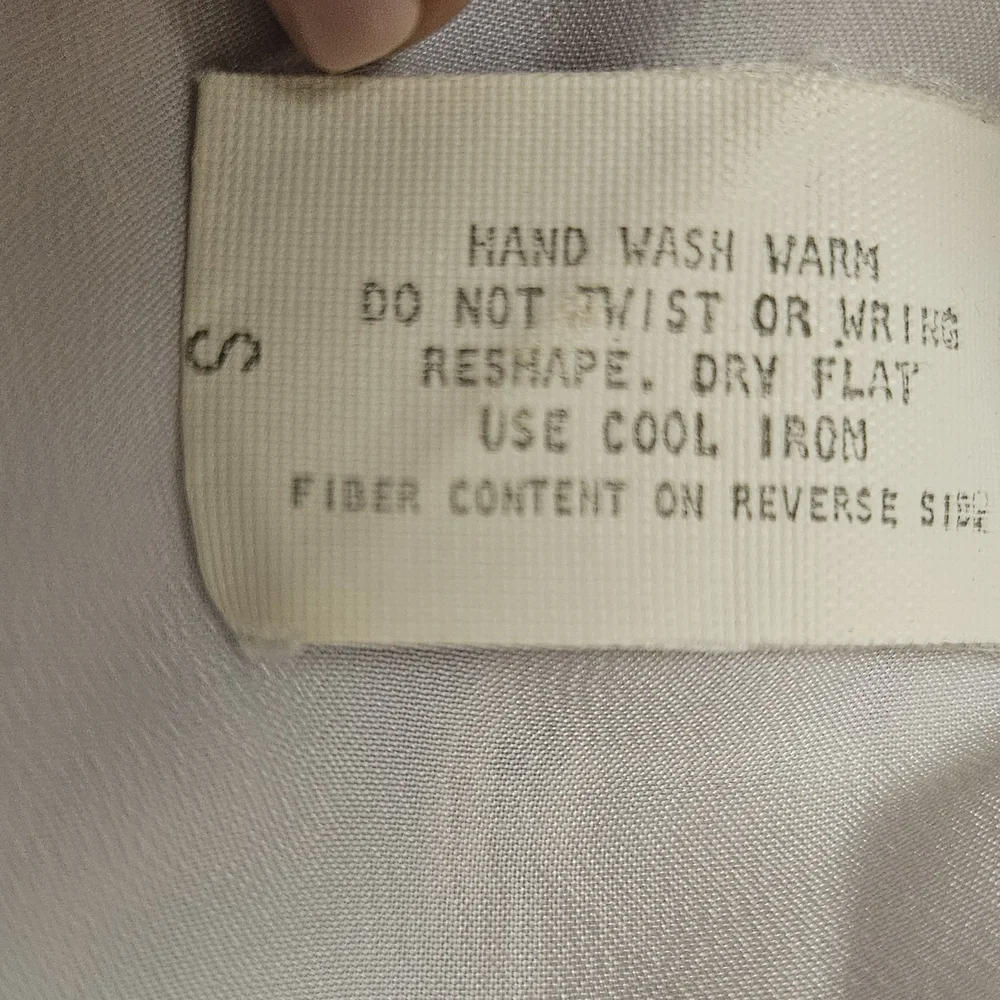 HAND WASH WARM
DO NOT TWIST OR WRING
RESHAPE. DRY FLAT
USE COOL IRON
FIBER CONTENT ON REVERSE SIDE
S